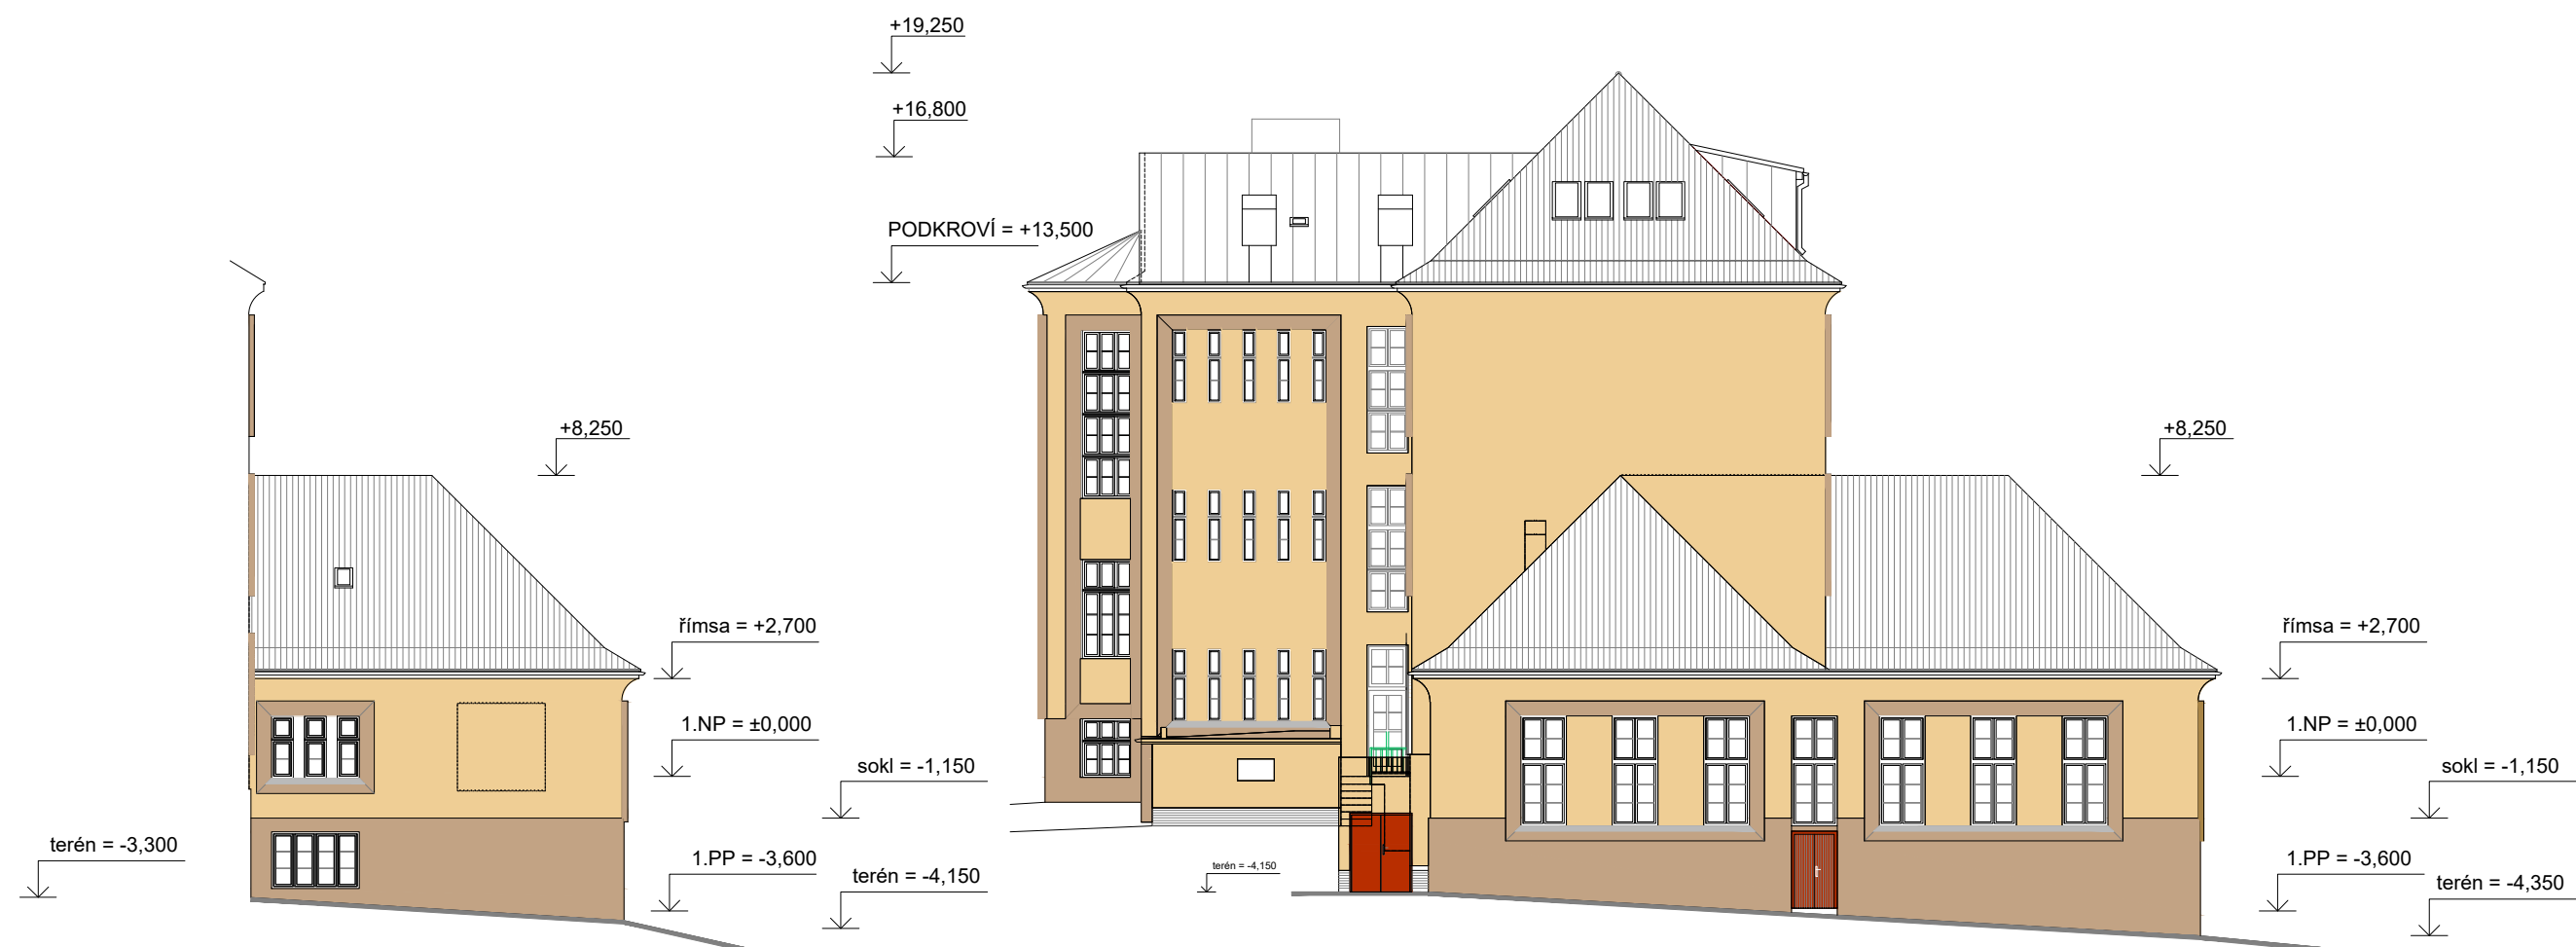 +19,250
+16,800
PODKROVÍ = +13,500
+8,250
+8,250
římsa = +2,700
římsa = +2,700
1.NP = ±0,000
1.NP = ±0,000
sokl = -1,150
sokl = -1,150
terén = -3,300
1.PP = -3,600
terén = -4,150
terén = -4,150
1.PP = -3,600
terén = -4,350